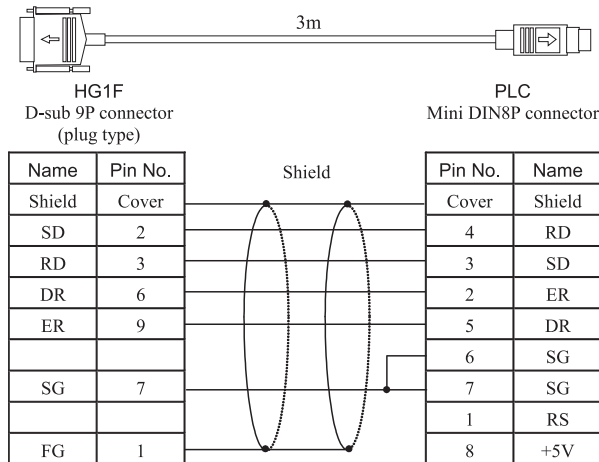 3m
HG1F
D-sub 9P connector
(plug type)
PLC
Mini DIN8P connector
Name Pin No. Shield Pin No. Name
Shield Cover Cover Shield
SD 2 4 RD
RD 3 3 SD
DR 6 2 ER
ER 9 5 DR
6 SG
SG 7 7 SG
1 RS
FG 1 8 +5V